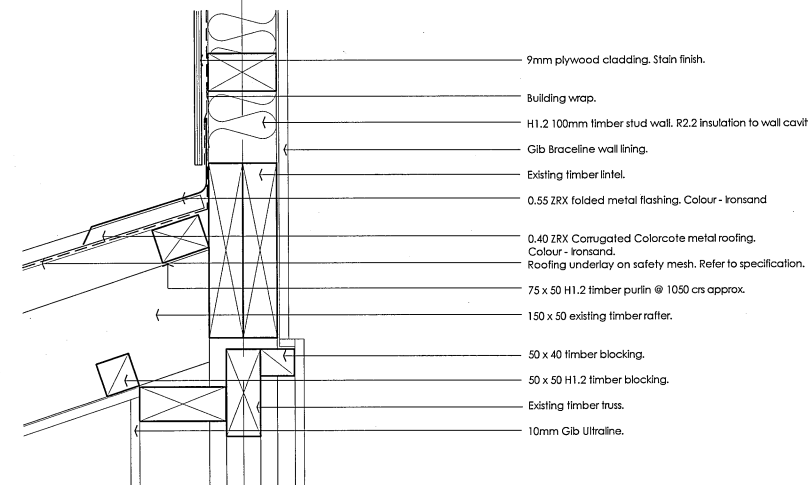 9mm plywood cladding. Stain finish.
Building wrap.
H1.2 100mm timber stud wall. R2.2 insulation to wall cavit
Gib Braceline wall lining.
Existing timber lintel.
0.55 ZRX folded metal flashing. Colour - Ironsand
0.40 ZRX Corrugated Colorcote metal roofing.
Colour - Ironsand.
Roofing underlay on safety mesh. Refer to specification.
75 x 50 H1.2 timber purlin @ 1050 crs approx.
150 x 50 existing timber rafter.
50 x 40 timber blocking.
50 x 50 H1.2 timber blocking.
Existing timber truss.
10mm Gib Ultraline.